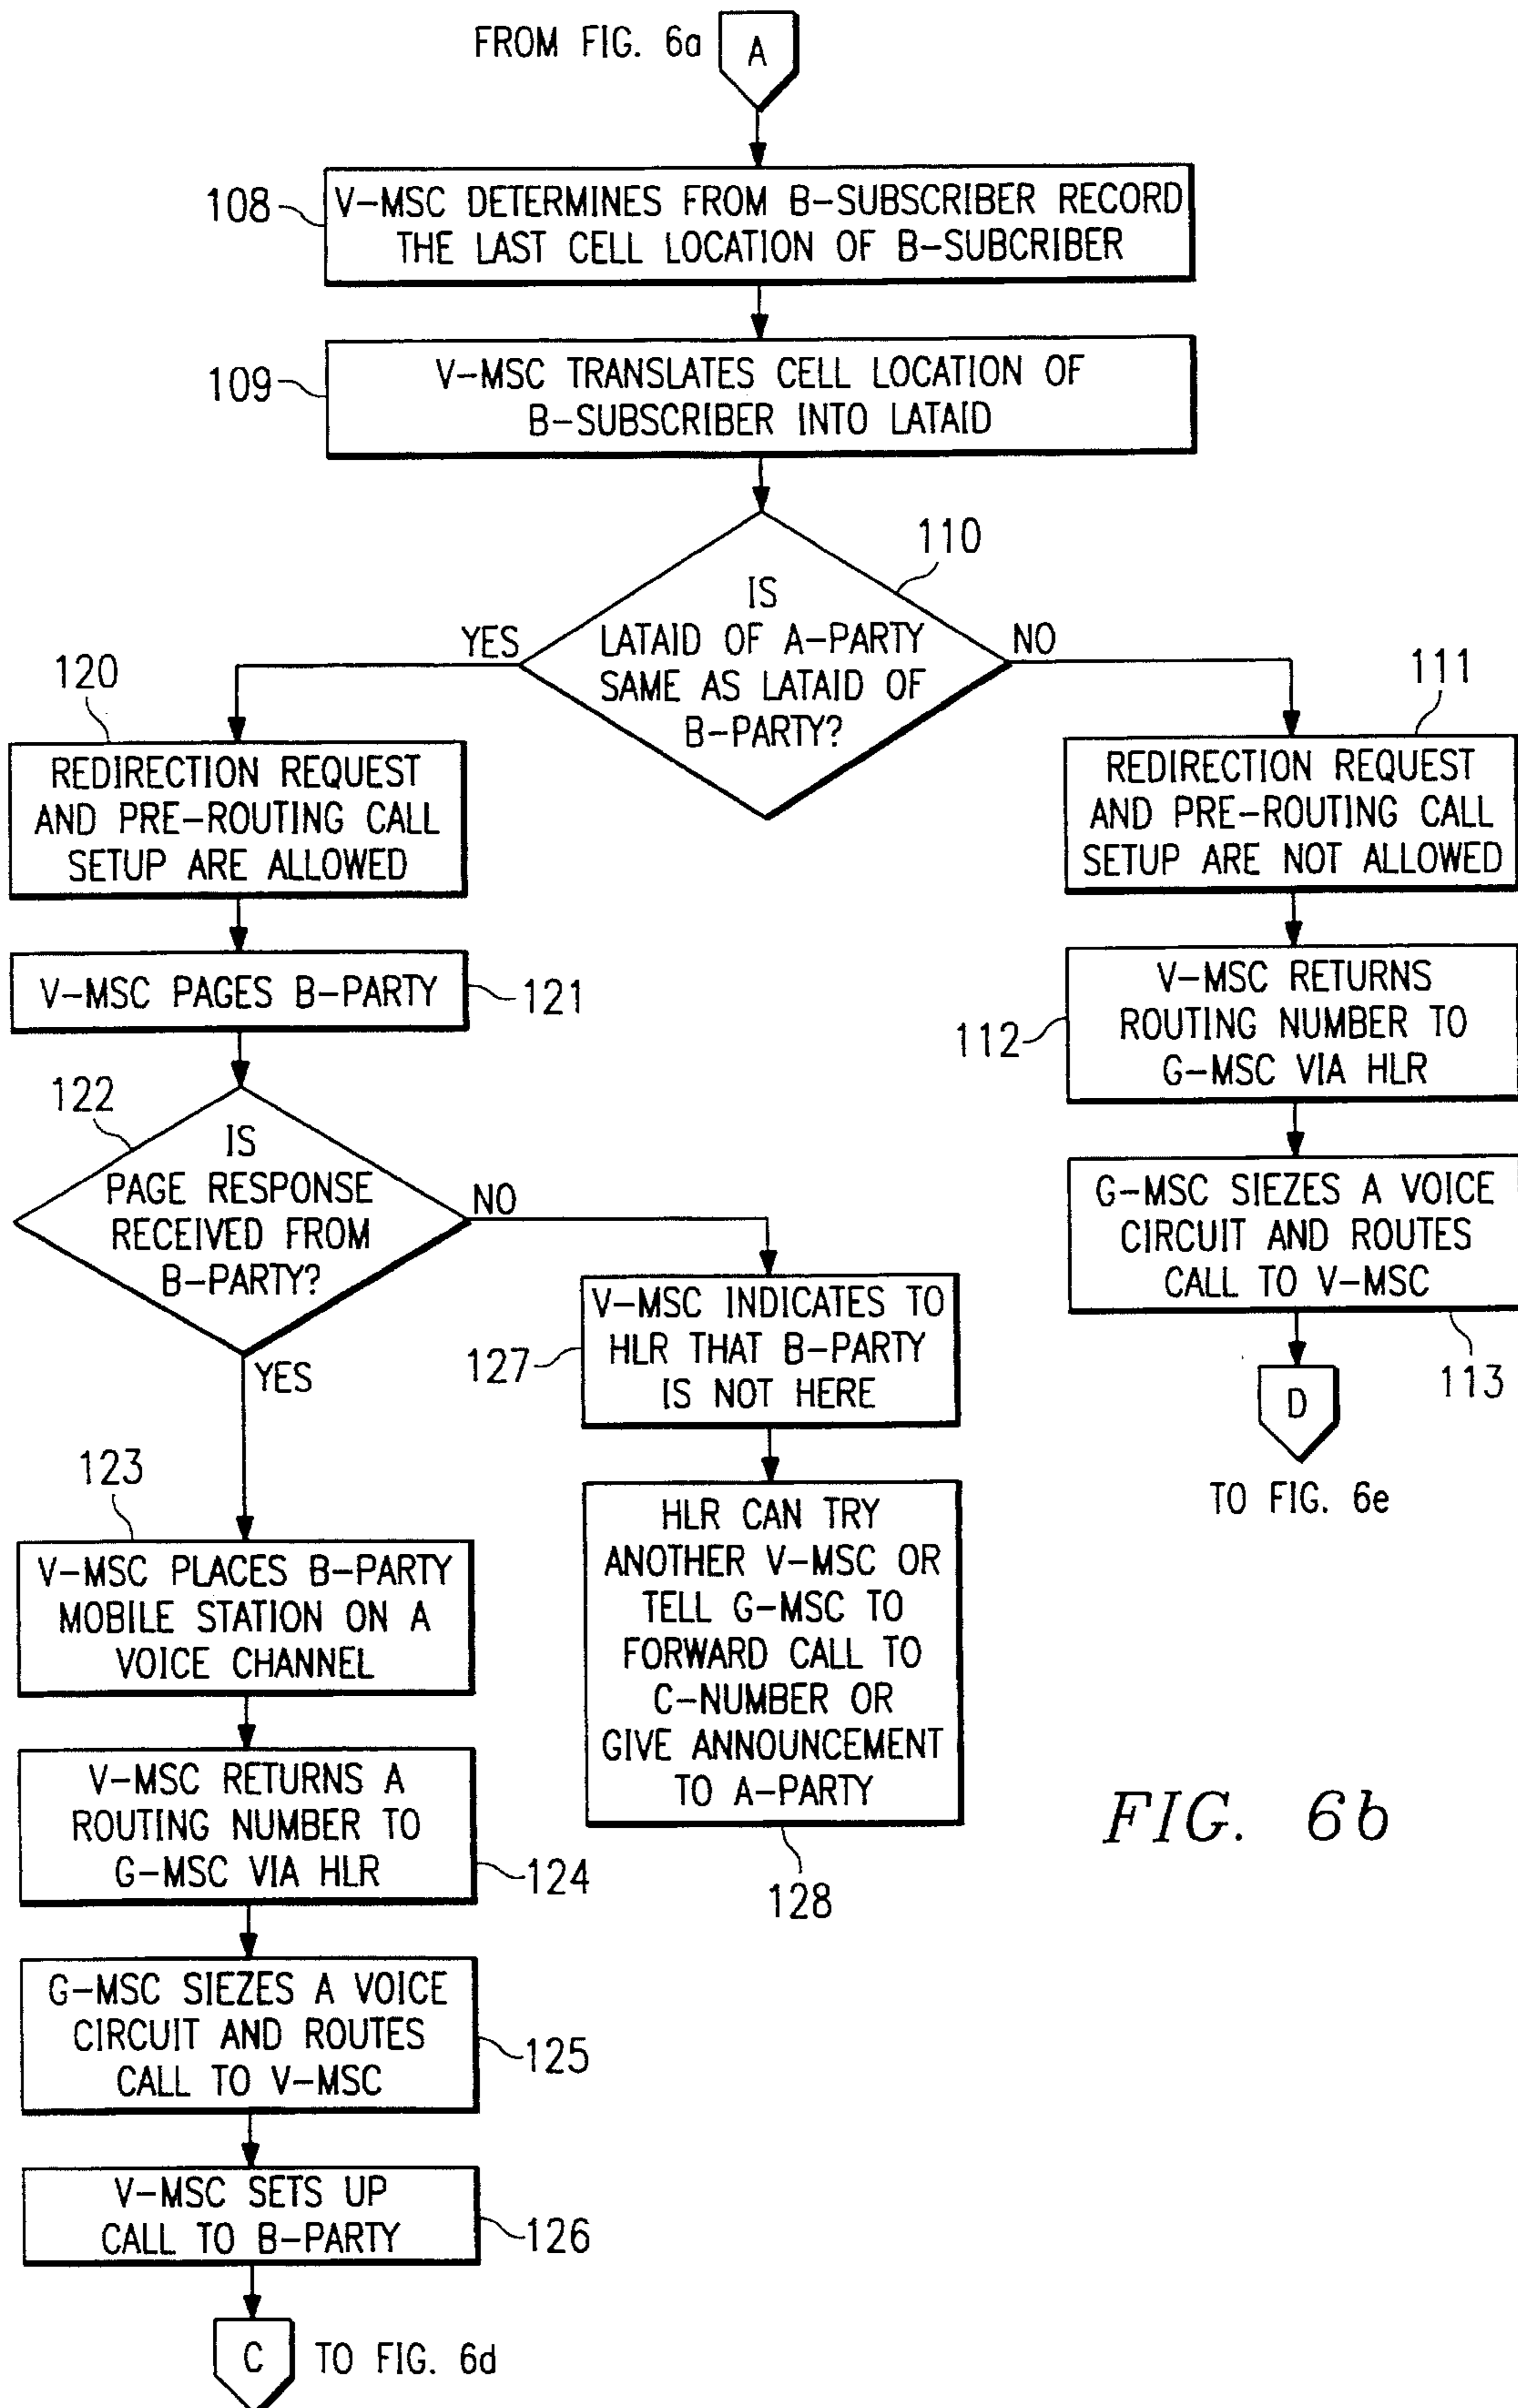 FROM FIG. 6a
A
108
V-MSC DETERMINES FROM B-SUBSCRIBER RECORD
THE LAST CELL LOCATION OF B-SUBCRIBER
109
V-MSC TRANSLATES CELL LOCATION OF
B-SUBSCRIBER INTO LATAID
110
IS
LATAID OF A-PARTY
SAME AS LATAID OF
B-PARTY?
YES
NO
120
REDIRECTION REQUEST
AND PRE-ROUTING CALL
SETUP ARE ALLOWED
111
REDIRECTION REQUEST
AND PRE-ROUTING CALL
SETUP ARE NOT ALLOWED
V-MSC PAGES B-PARTY
121
112
V-MSC RETURNS
ROUTING NUMBER TO
G-MSC VIA HLR
122
IS
PAGE RESPONSE
RECEIVED FROM
B-PARTY?
NO
YES
G-MSC SIEZES A VOICE
CIRCUIT AND ROUTES
CALL TO V-MSC
113
D
TO FIG. 6e
127
V-MSC INDICATES TO
HLR THAT B-PARTY
IS NOT HERE
HLR CAN TRY
ANOTHER V-MSC OR
TELL G-MSC TO
FORWARD CALL TO
C-NUMBER OR
GIVE ANNOUNCEMENT
TO A-PARTY
128
123
V-MSC PLACES B-PARTY
MOBILE STATION ON A
VOICE CHANNEL
V-MSC RETURNS A
ROUTING NUMBER TO
G-MSC VIA HLR
124
G-MSC SIEZES A VOICE
CIRCUIT AND ROUTES
CALL TO V-MSC
125
V-MSC SETS UP
CALL TO B-PARTY
126
C
TO FIG. 6d
FIG. 6b